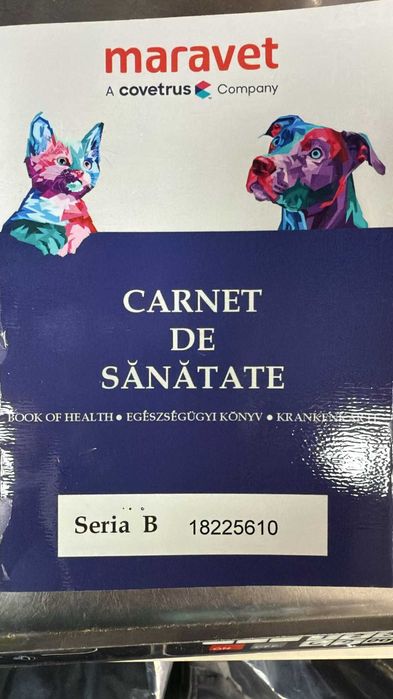 maravet
A covetrus Company
CARNET
DE
SĂNĂTATE
BOOK OF HEALTH ● EGÉSZSÉGÜGYI KÖNYV ●
Seria B 18225610